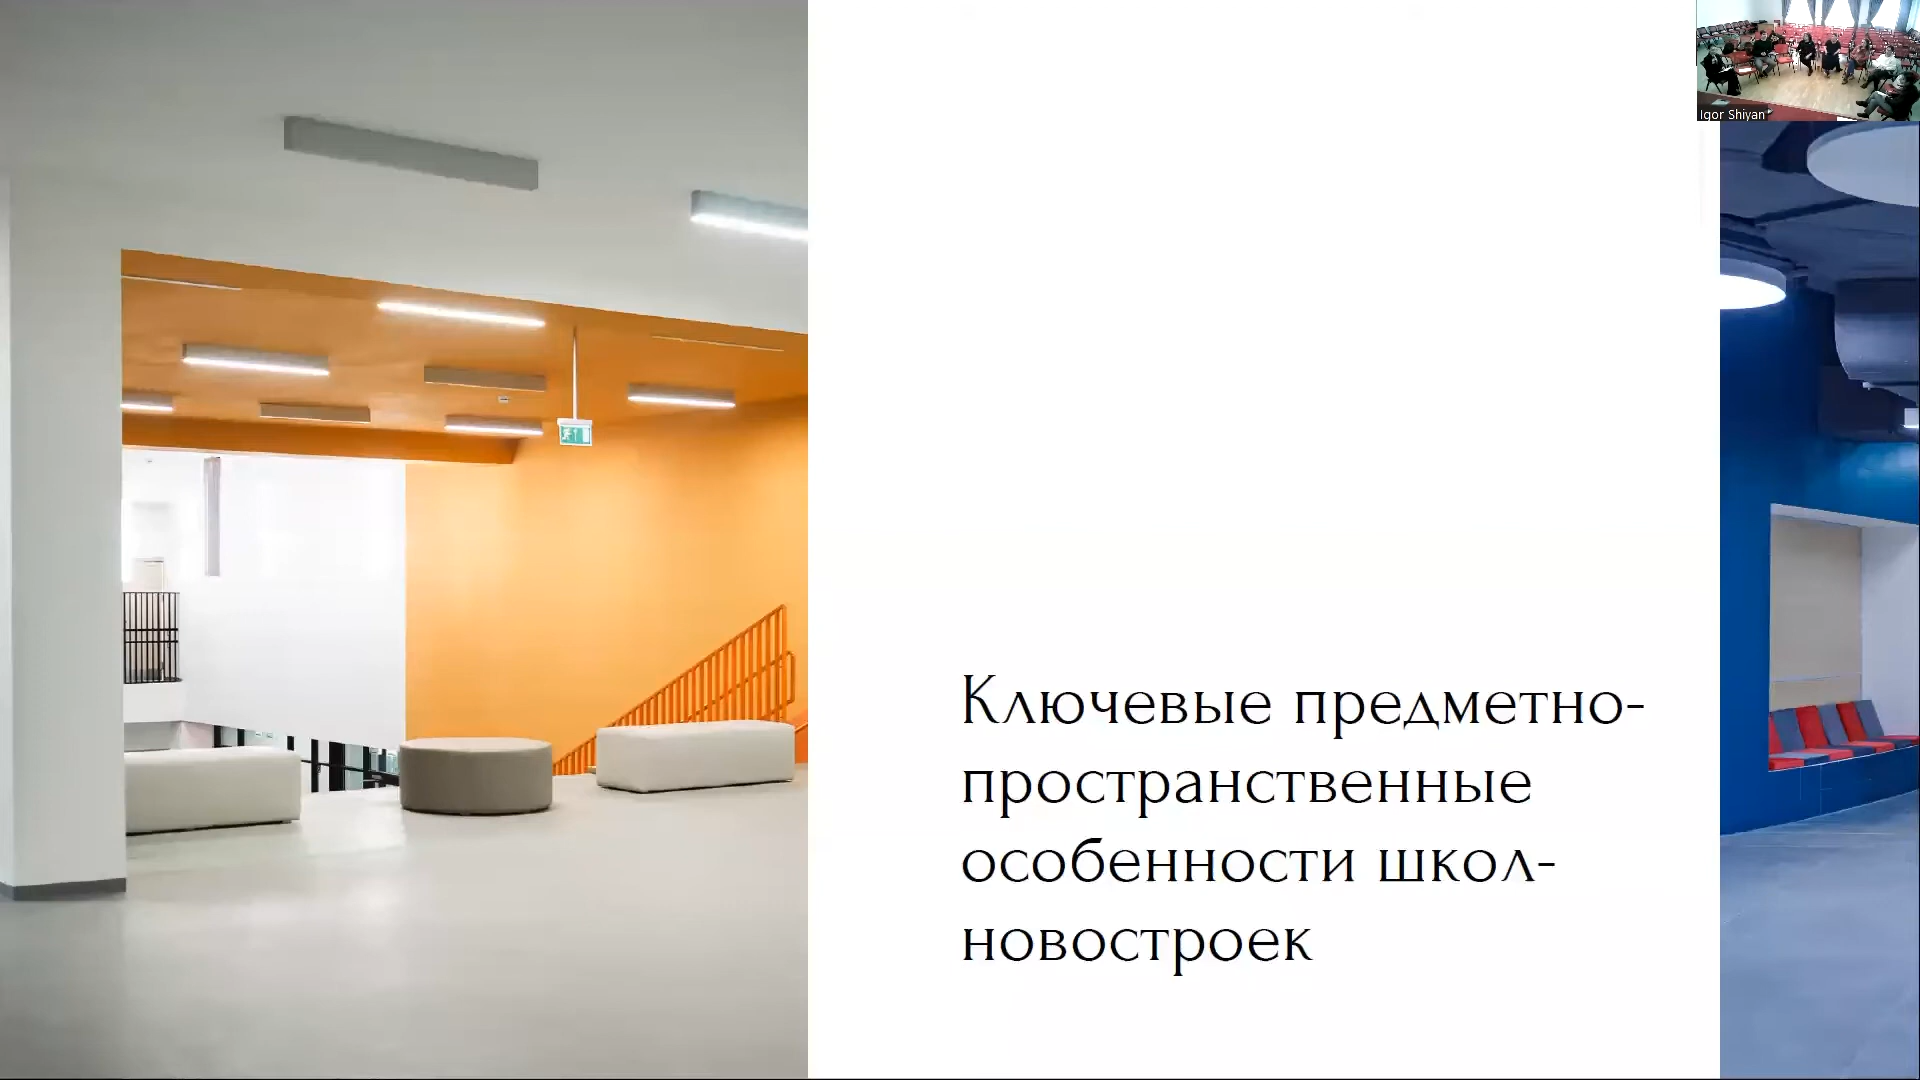 Igor Shiyan
Ключевые предметно-
пространственные
особенности школ-
новостроек